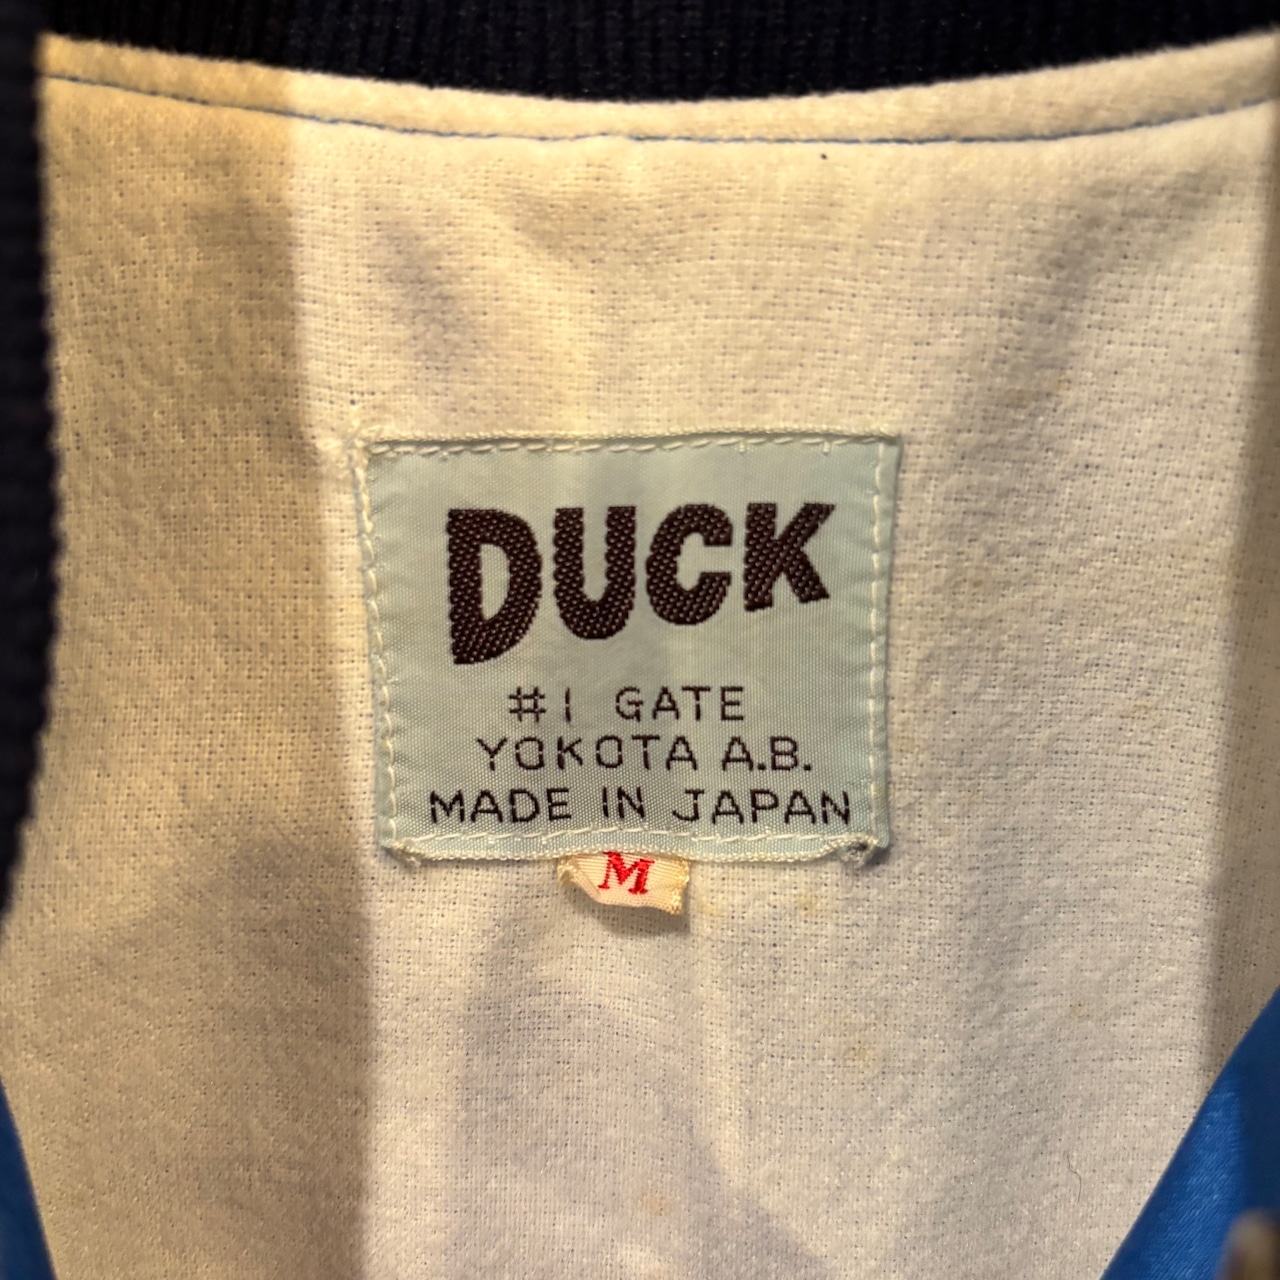 DUCK
#1 GATE
YOKOTA A.B.
MADE IN JAPAN
M